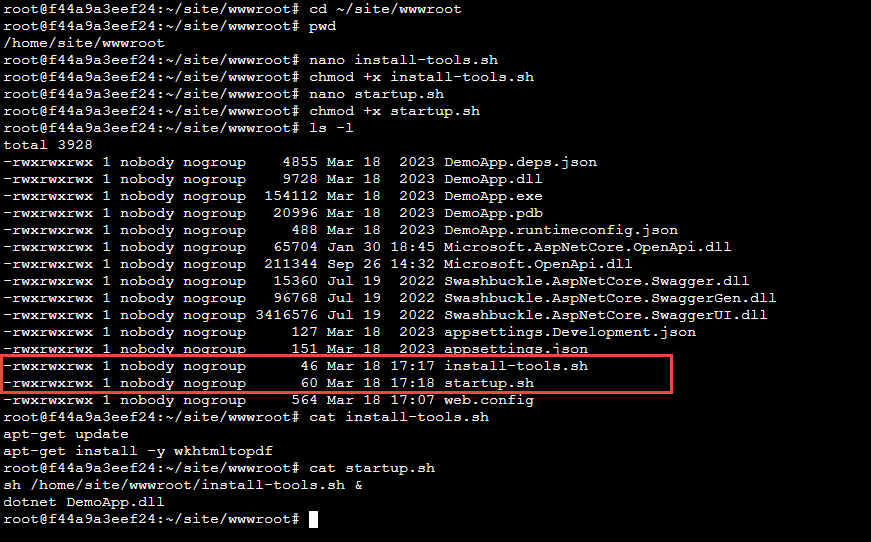 root@f44a9a3eef24:~/site/wwwroot# cd ~/site/wwwroot
root@f44a9a3eef24:~/site/wwwroot# pwd
/home/site/wwwroot
root@f44a9a3eef24:~/site/wwwroot# nano install-tools.sh
root@f44a9a3eef24:~/site/wwwroot# chmod +x install-tools.sh
root@f44a9a3eef24:~/site/wwwroot# nano startup.sh
root@f44a9a3eef24:~/site/wwwroot# chmod +x startup.sh
root@f44a9a3eef24:~/site/wwwroot# ls -l
total 3928
-rwxrwxrwx 1 nobody nogroup    4855 Mar 18  2023 DemoApp.deps.json
-rwxrwxrwx 1 nobody nogroup    9728 Mar 18  2023 DemoApp.dll
-rwxrwxrwx 1 nobody nogroup  154112 Mar 18  2023 DemoApp.exe
-rwxrwxrwx 1 nobody nogroup   20996 Mar 18  2023 DemoApp.pdb
-rwxrwxrwx 1 nobody nogroup     488 Mar 18  2023 DemoApp.runtimeconfig.json
-rwxrwxrwx 1 nobody nogroup   65704 Jan 30 18:45 Microsoft.AspNetCore.OpenApi.dll
-rwxrwxrwx 1 nobody nogroup  211344 Sep 26 14:32 Microsoft.OpenApi.dll
-rwxrwxrwx 1 nobody nogroup   15360 Jul 19  2022 Swashbuckle.AspNetCore.Swagger.dll
-rwxrwxrwx 1 nobody nogroup   96768 Jul 19  2022 Swashbuckle.AspNetCore.SwaggerGen.dll
-rwxrwxrwx 1 nobody nogroup 3416576 Jul 19  2022 Swashbuckle.AspNetCore.SwaggerUI.dll
-rwxrwxrwx 1 nobody nogroup     127 Mar 18  2023 appsettings.Development.json
-rwxrwxrwx 1 nobody nogroup     151 Mar 18  2023 appsettings.json
-rwxrwxrwx 1 nobody nogroup      46 Mar 18 17:17 install-tools.sh
-rwxrwxrwx 1 nobody nogroup      60 Mar 18 17:18 startup.sh
-rwxrwxrwx 1 nobody nogroup     564 Mar 18 17:07 web.config
root@f44a9a3eef24:~/site/wwwroot# cat install-tools.sh
apt-get update
apt-get install -y wkhtmltopdf
root@f44a9a3eef24:~/site/wwwroot# cat startup.sh
sh /home/site/wwwroot/install-tools.sh &
dotnet DemoApp.dll
root@f44a9a3eef24:~/site/wwwroot#